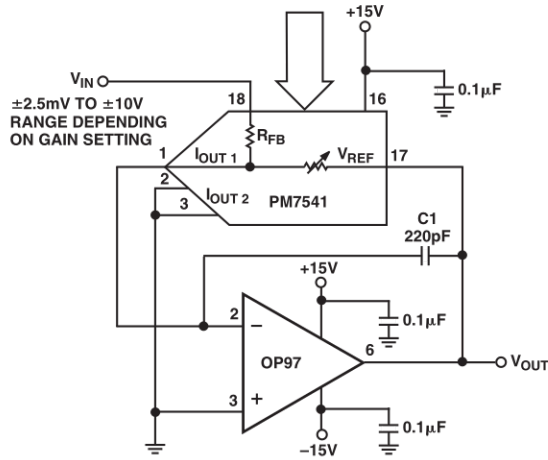 +15V
V_IN
±2.5mV TO ±10V
RANGE DEPENDING
ON GAIN SETTING
18
16
0.1µF
R_FB
1
I_OUT 1
V_REF
17
2
I_OUT 2
3
PM7541
C1
220pF
+15V
0.1µF
2
−
6
OP97
V_OUT
3
+
0.1µF
−15V